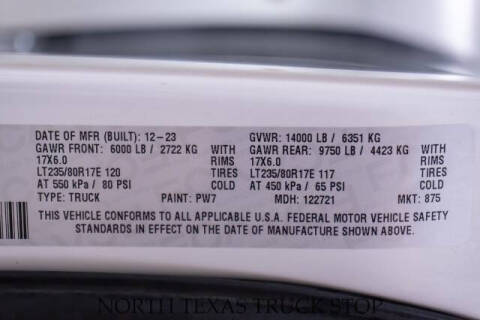 DATE OF MFR (BUILT): 12-23 GVWR: 14000 LB / 6351 KG
GAWR FRONT: 6000 LB / 2722 KG WITH GAWR REAR: 9750 LB / 4423 KG WITH
17X6.0 RIMS 17X6.0 RIMS
LT235/80R17E 120 TIRES LT235/80R17E 117 TIRES
AT 550 kPa / 80 PSI COLD AT 450 kPa / 65 PSI COLD
TYPE: TRUCK PAINT: PW7 MDH: 122721 MKT: 875
THIS VEHICLE CONFORMS TO ALL APPLICABLE U.S.A. FEDERAL MOTOR VEHICLE SAFETY
STANDARDS IN EFFECT ON THE DATE OF MANUFACTURE SHOWN ABOVE.
NORTH TEXAS TRUCK STOP